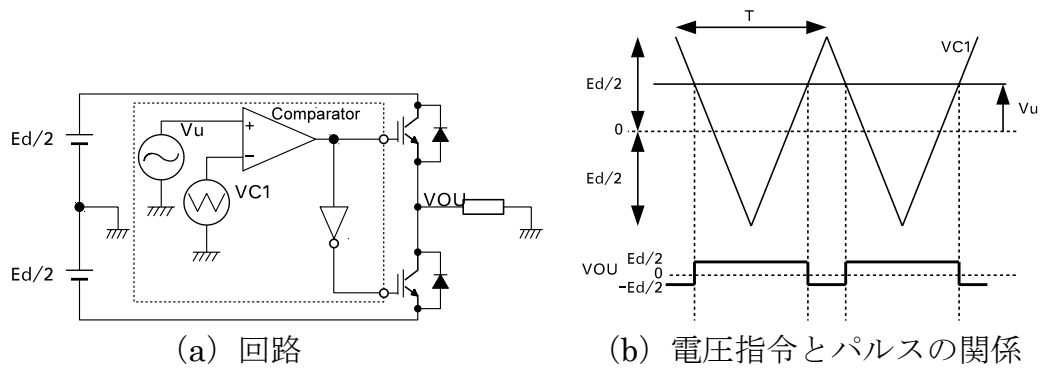 Ed/2
Ed/2
Vu
Comparator
+
−
VC1
VOU
(a) 回路
T
VC1
Ed/2
0
Ed/2
Vu
VOU
Ed/2
0
−Ed/2
(b) 電圧指令とパルスの関係